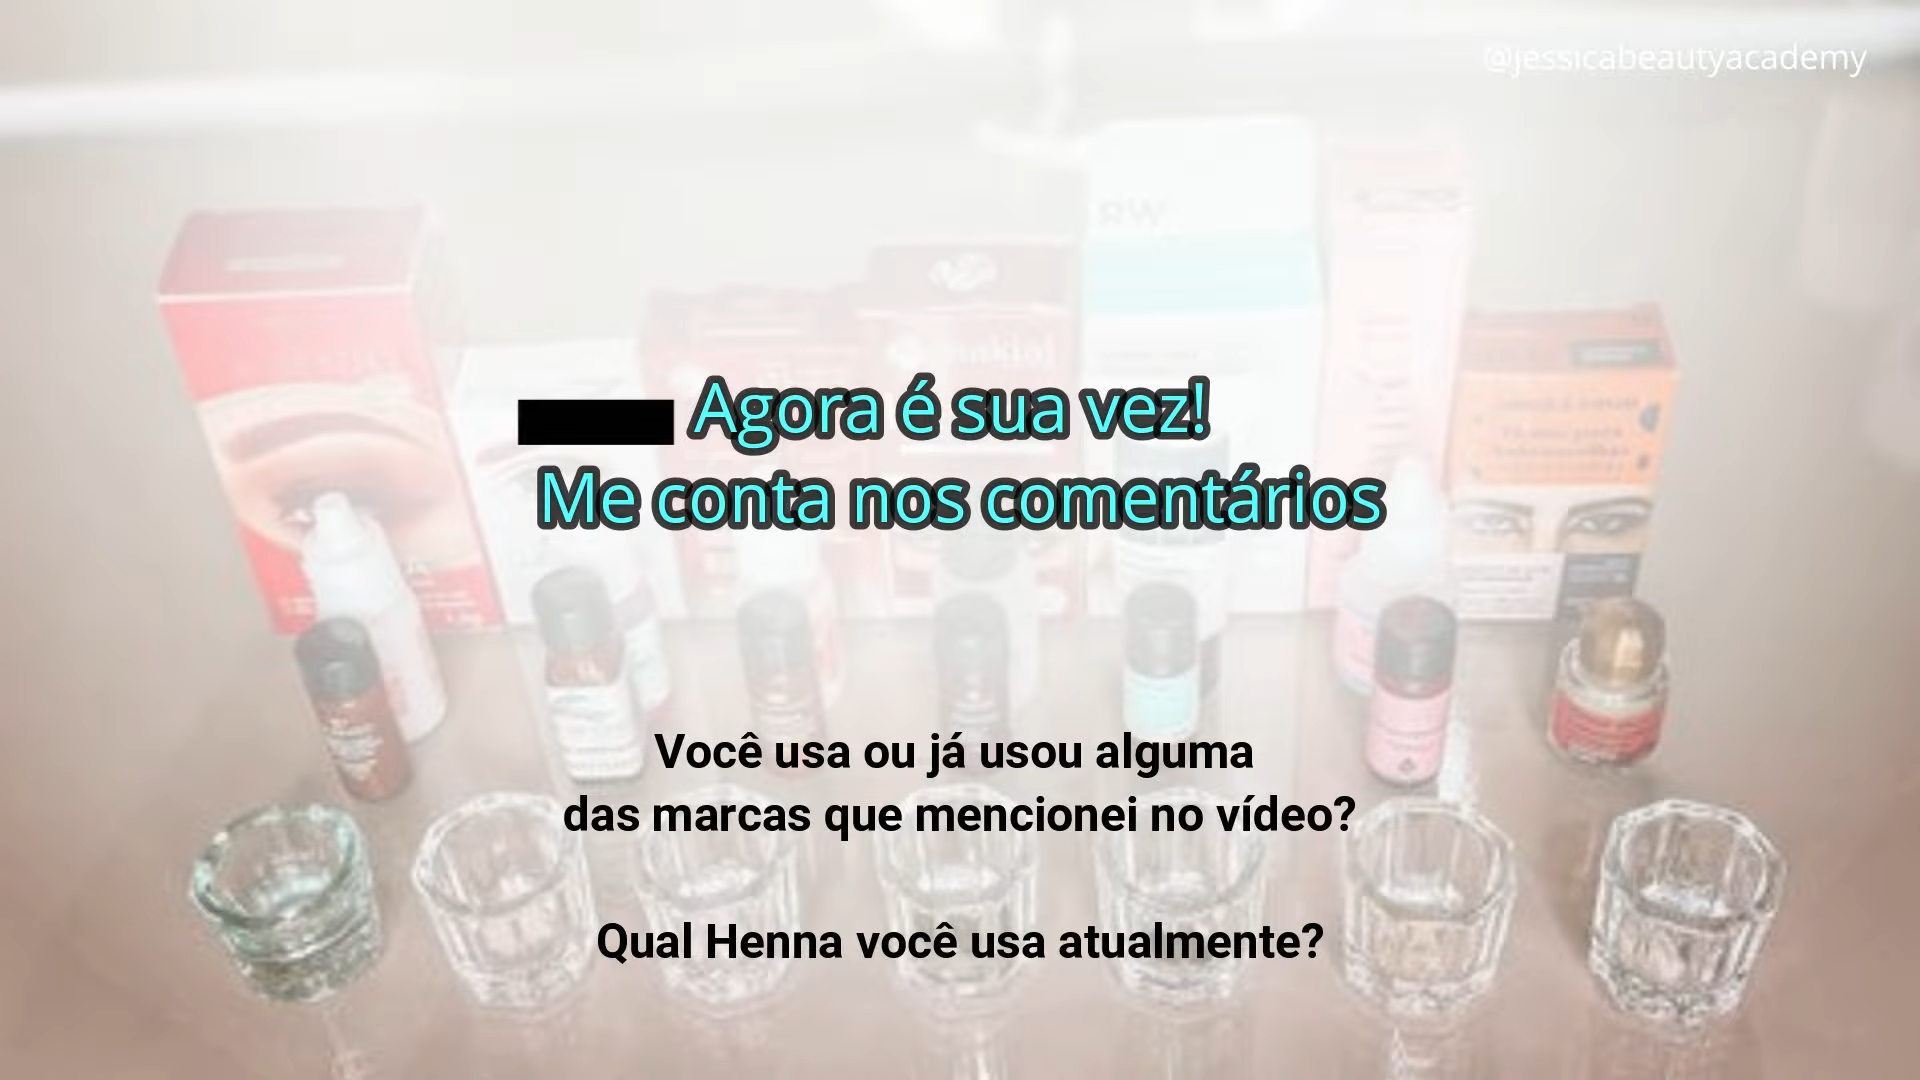 @jessicabeautyacademy
RW
Agora é sua vez!
Me conta nos comentários
Você usa ou já usou alguma
das marcas que mencionei no vídeo?
Qual Henna você usa atualmente?